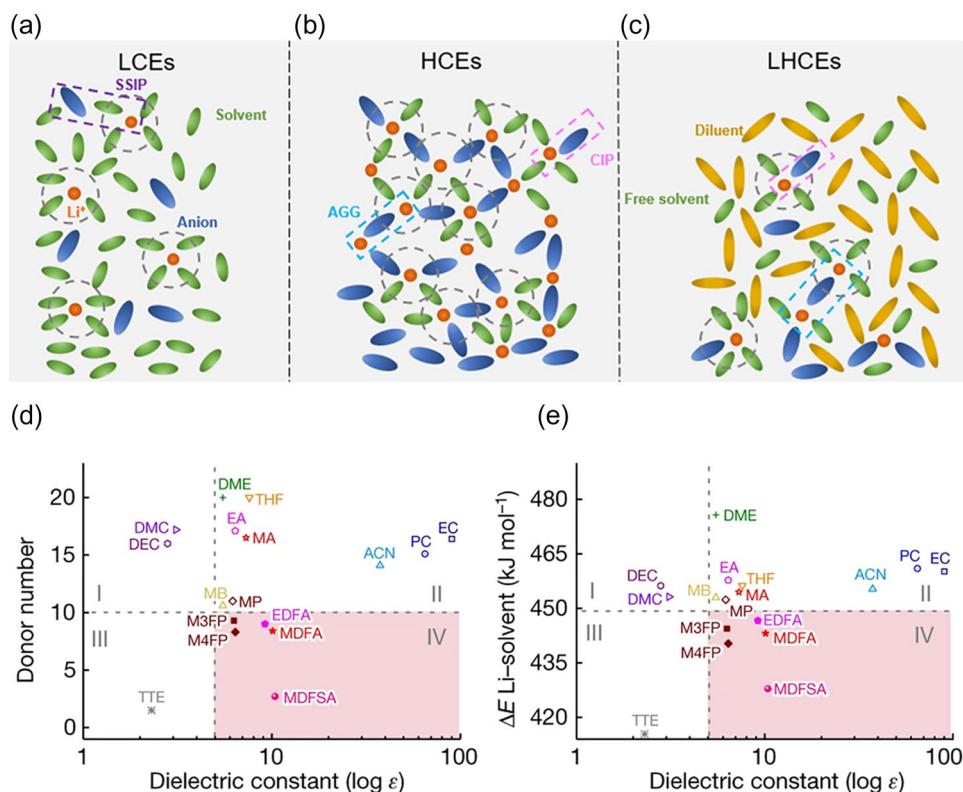 (a)
(b)
(c)
LCEs
HCEs
LHCEs
SSIP
Solvent
Li⁺
Anion
CIP
AGG
Diluent
Free solvent
(d)
(e)
Donor number
20
15
10
5
0
DME
THF
DMC
EA
DEC
MA
PC
EC
ACN
I
MB
MP
II
III
M3FP
EDFA
IV
M4FP
MDFA
MDFSA
TTE
1
10
100
Dielectric constant (log ε)
ΔE Li–solvent (kJ mol⁻¹)
480
465
450
435
420
DME
PC
EC
DEC
EA
THF
ACN
I
DMC
MB
MA
II
MP
III
M3FP
EDFA
IV
M4FP
MDFA
MDFSA
TTE
1
10
100
Dielectric constant (log ε)